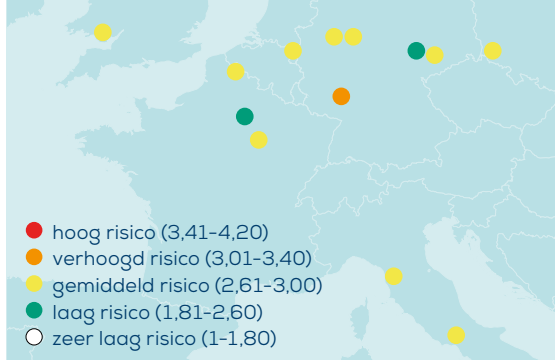 hoog risico (3,41-4,20)
verhoogd risico (3,01-3,40)
gemiddeld risico (2,61-3,00)
laag risico (1,81-2,60)
zeer laag risico (1-1,80)